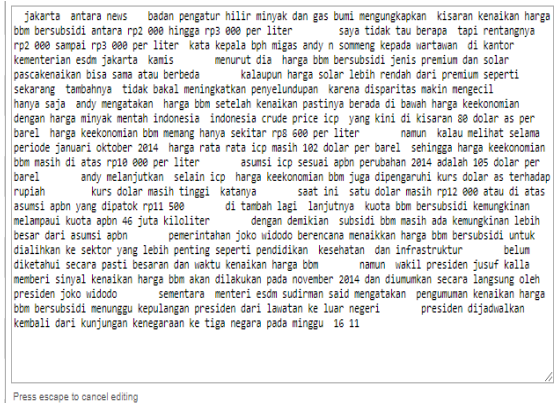 jakarta antara news badan pengatur hilir minyak dan gas bumi mengungkapkan kisaran kenaikan harga
bbm bersubsidi antara rp2 000 hingga rp3 000 per liter saya tidak tau berapa tapi rentangnya
rp2 000 sampai rp3 000 per liter kata kepala bph migas andy n sommeng kepada wartawan di kantor
kementerian esdm jakarta kamis menurut dia harga bbm bersubsidi jenis premium dan solar
pascakenaikan bisa sama atau berbeda kalaupun harga solar lebih rendah dari premium seperti
sekarang tambahnya tidak bakal meningkatkan penyelundupan karena disparitas makin mengecil
hanya saja andy mengatakan harga bbm setelah kenaikan pastinya berada di bawah harga keekonomian
dengan harga minyak mentah indonesia indonesia crude price icp yang kini di kisaran 80 dolar as per
barel harga keekonomian bbm memang hanya sekitar rp8 600 per liter namun kalau melihat selama
periode januari oktober 2014 harga rata rata icp masih 102 dolar per barel sehingga harga keekonomian
bbm masih di atas rp10 000 per liter asumsi icp sesuai apbn perubahan 2014 adalah 105 dolar per
barel andy melanjutkan selain icp harga keekonomian bbm juga dipengaruhi kurs dolar as terhadap
rupiah kurs dolar masih tinggi katanya saat ini satu dolar masih rp12 000 atau di atas
asumsi apbn yang dipatok rp11 500 di tambah lagi lanjutnya kuota bbm bersubsidi kemungkinan
melampaui kuota apbn 46 juta kiloliter dengan demikian subsidi bbm masih ada kemungkinan lebih
besar dari asumsi apbn pemerintahan joko widodo berencana menaikkan harga bbm bersubsidi untuk
dialihkan ke sektor yang lebih penting seperti pendidikan kesehatan dan infrastruktur belum
diketahui secara pasti besaran dan waktu kenaikan harga bbm namun wakil presiden jusuf kalla
memberi sinyal kenaikan harga bbm akan dilakukan pada november 2014 dan diumumkan secara langsung oleh
presiden joko widodo sementara menteri esdm sudirman said mengatakan pengumuman kenaikan harga
bbm bersubsidi menunggu kepulangan presiden dari lawatan ke luar negeri presiden dijadwalkan
kembali dari kunjungan kenegaraan ke tiga negara pada minggu 16 11
Press escape to cancel editing